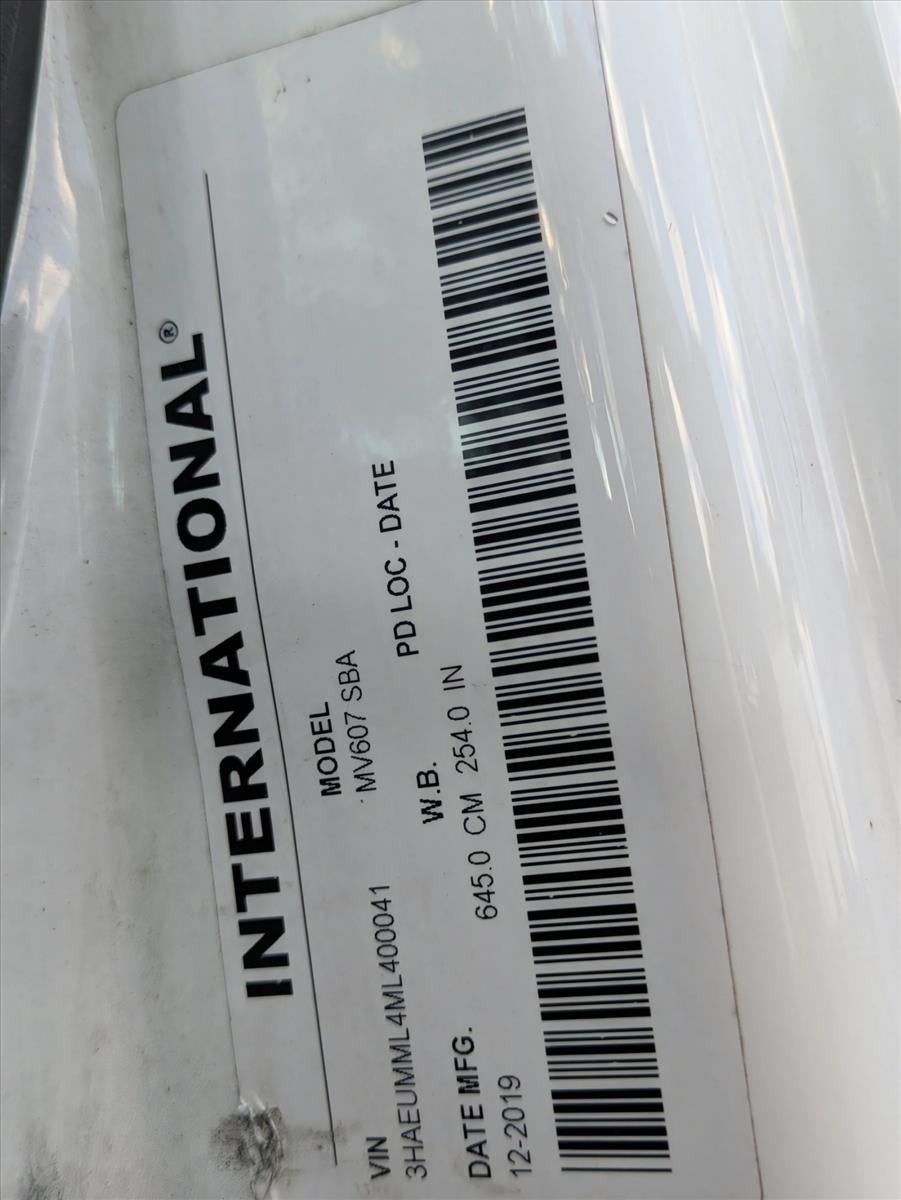 INTERNATIONAL®
VIN
3HAEUMML4ML400041
MODEL
MV607 SBA
DATE MFG.
12-2019
W.B.
645.0 CM 254.0 IN
PD LOC - DATE